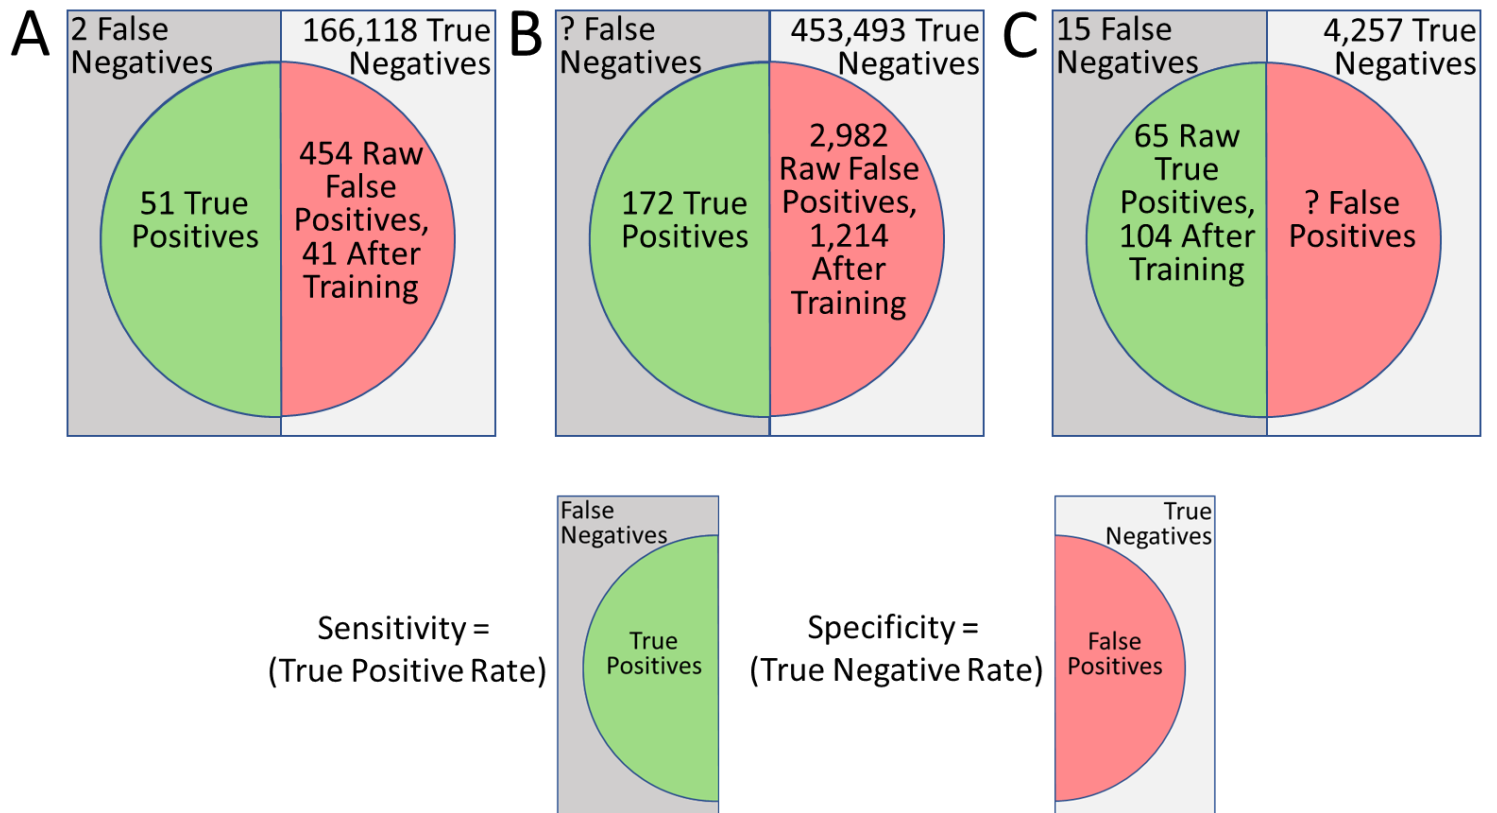 A
2 False
Negatives
166,118 True
Negatives
51 True
Positives
454 Raw
False
Positives,
41 After
Training
B
? False
Negatives
453,493 True
Negatives
172 True
Positives
2,982
Raw False
Positives,
1,214
After
Training
C
15 False
Negatives
4,257 True
Negatives
65 Raw
True
Positives,
104 After
Training
? False
Positives
Sensitivity =
(True Positive Rate)
False
Negatives
True
Positives
Specificity =
(True Negative Rate)
True
Negatives
False
Positives